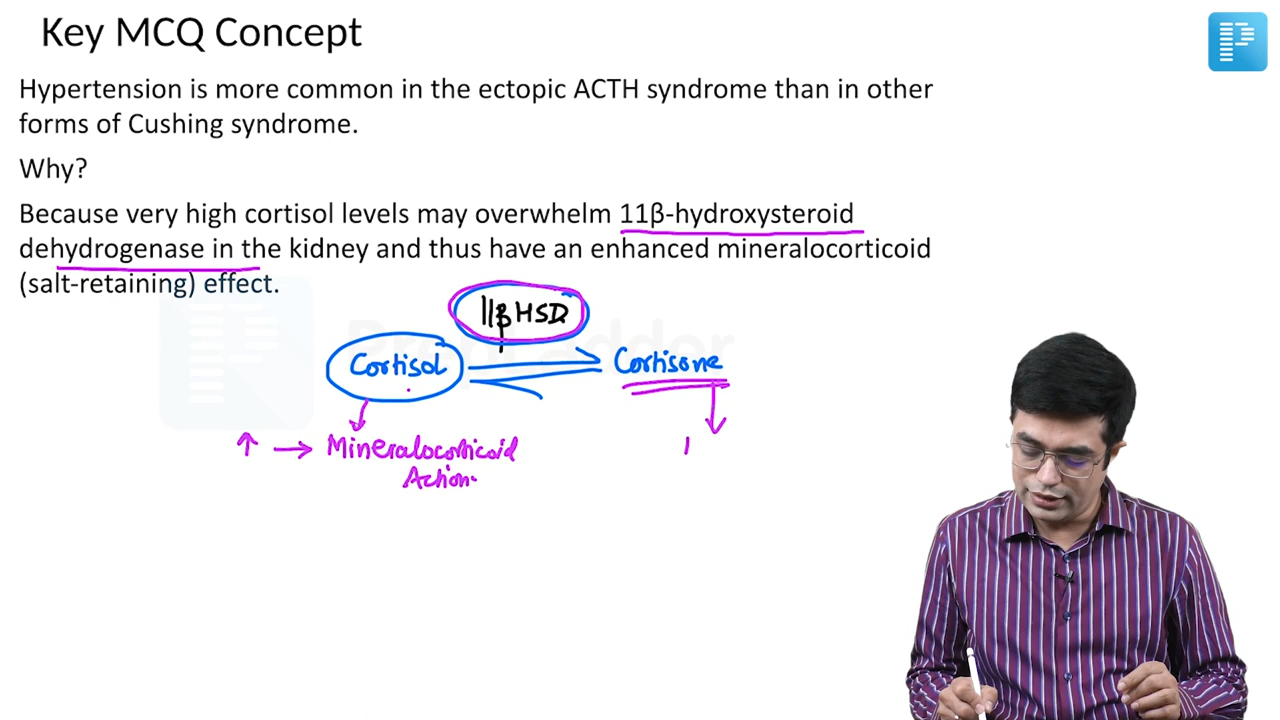 Key MCQ Concept
Hypertension is more common in the ectopic ACTH syndrome than in other
forms of Cushing syndrome.
Why?
Because very high cortisol levels may overwhelm 11β-hydroxysteroid
dehydrogenase in the kidney and thus have an enhanced mineralocorticoid
(salt-retaining) effect.
11β HSD
Cortisol ⇌ Cortisone
↑ → Mineralocorticoid
Action